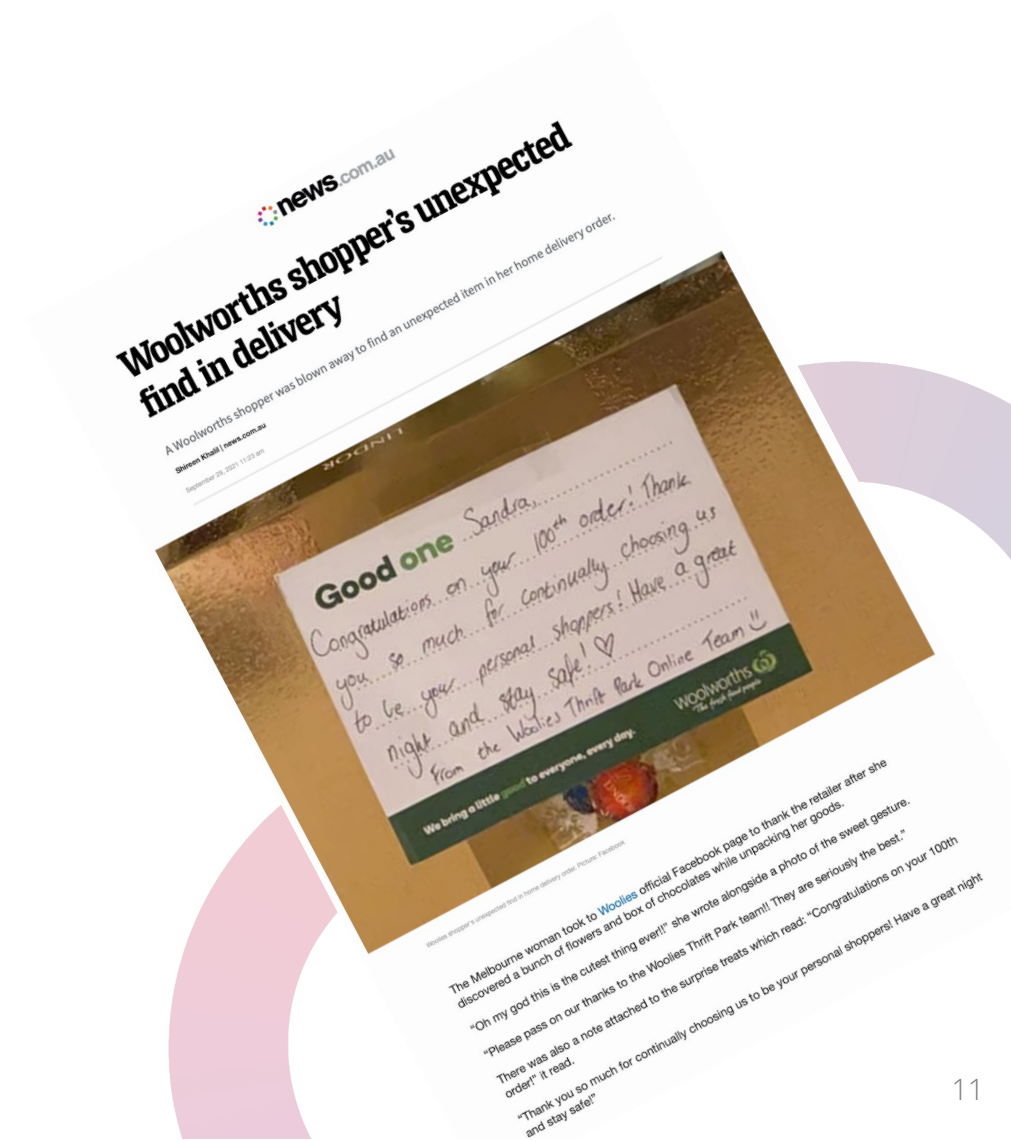 news.com.au
Woolworths shopper's unexpected
find in delivery
A Woolworths shopper was blown away to find an unexpected item in her home delivery order.
Shireen Khalil | news.com.au
September 29, 2021 11:23 am
LINDOR
Good one Sandra,
Congratulations on your 100th order! Thank
you so much for continually choosing us
to be your personal shoppers! Have a great
night and stay safe! ♡
From the Woolies Thrift Park Online Team
We bring a little good to everyone, every day.
Woolworths
The fresh food people
Woolies shopper's unexpected find in home delivery order. Picture: Facebook
The Melbourne woman took to Woolies official Facebook page to thank the retailer after she
discovered a bunch of flowers and box of chocolates while unpacking her goods.
“Oh my god this is the cutest thing ever!!” she wrote alongside a photo of the sweet gesture.
“Please pass on our thanks to the Woolies Thrift Park team!! They are seriously the best.”
There was also a note attached to the surprise treats which read: “Congratulations on your 100th
order!” it read.
“Thank you so much for continually choosing us to be your personal shoppers! Have a great night
and stay safe!”
11